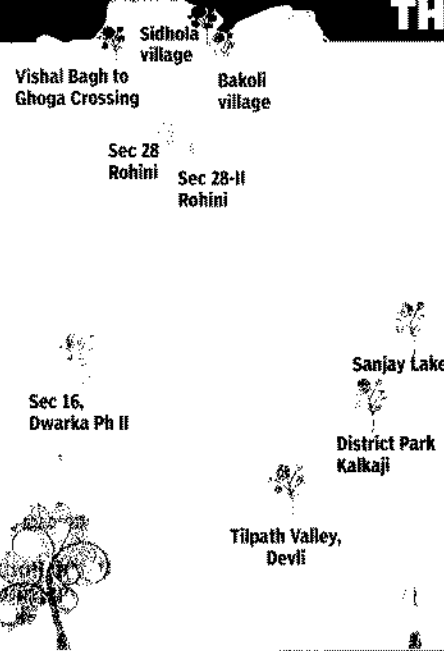 TH
Sidhola
village
Vishal Bagh to
Ghoga Crossing
Bakoli
village
Sec 28
Rohini
Sec 28-II
Rohini
Sanjay Lake
Sec 16,
Dwarka Ph II
District Park
Kalkaji
Tilpath Valley,
Devli